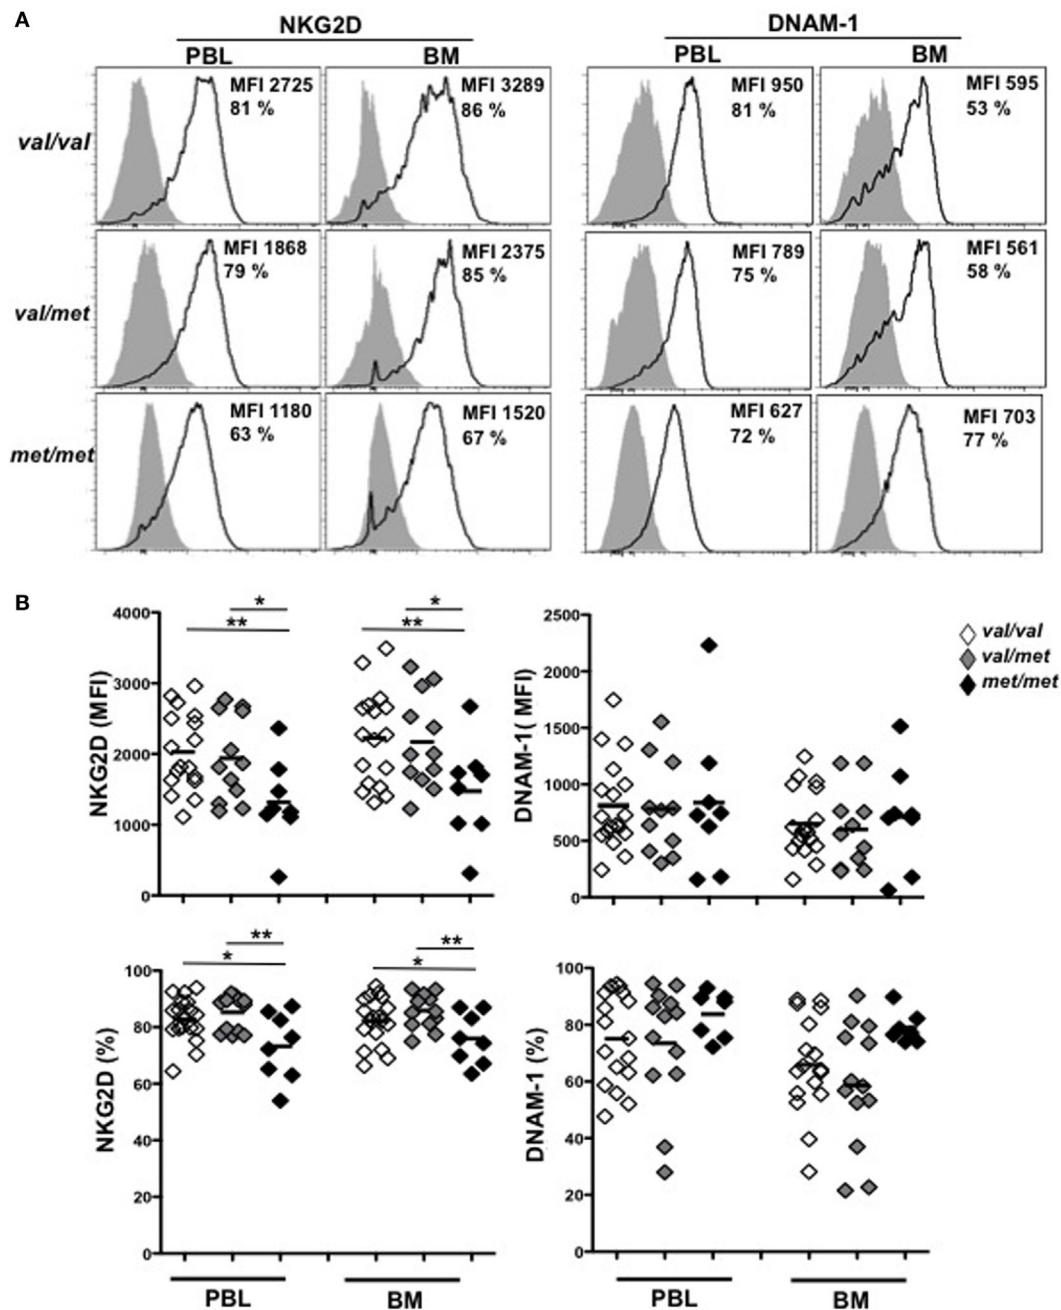 A
NKG2D
DNAM-1
PBL
BM
PBL
BM
val/val
MFI 2725
81 %
MFI 3289
86 %
MFI 950
81 %
MFI 595
53 %
val/met
MFI 1868
79 %
MFI 2375
85 %
MFI 789
75 %
MFI 561
58 %
met/met
MFI 1180
63 %
MFI 1520
67 %
MFI 627
72 %
MFI 703
77 %
B
NKG2D (MFI)
4000
3000
2000
1000
0
*
**
*
**
DNAM-1( MFI)
2500
2000
1500
1000
500
0
val/val
val/met
met/met
NKG2D (%)
100
80
60
40
20
0
**
*
**
*
PBL
BM
DNAM-1 (%)
100
80
60
40
20
0
PBL
BM